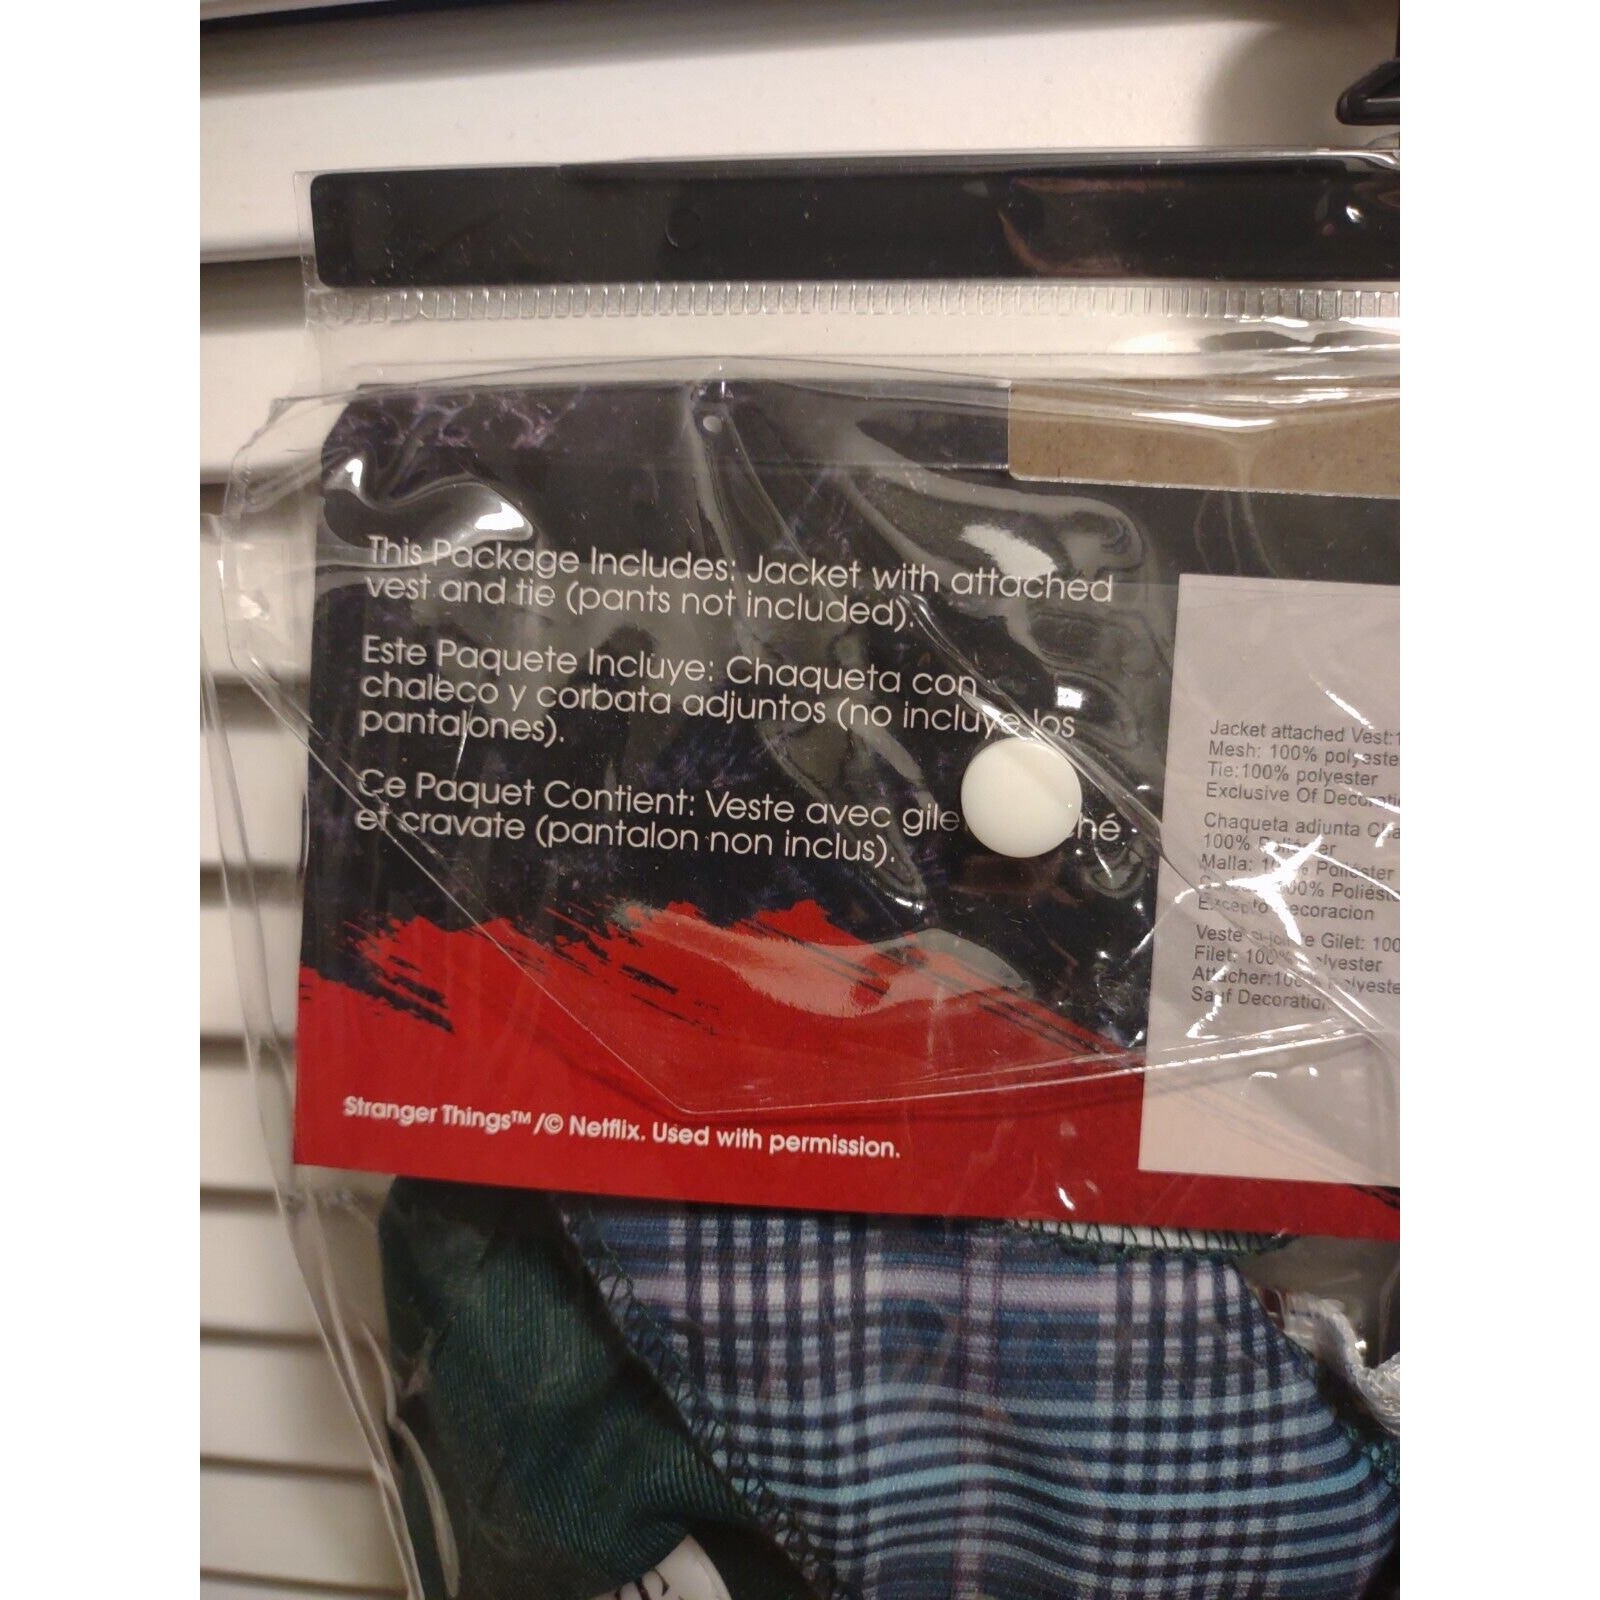 This Package Includes: Jacket with attached
vest and tie (pants not included).
Este Paquete Incluye: Chaqueta con
chaleco y corbata adjuntos (no incluye los
pantalones).
Ce Paquet Contient: Veste avec
et cravate (pantalon non inclus).
Stranger Things™/© Netflix. Used with permission.
Jacket attached Vest:
Mesh: 100%
Tie:100% polyester
Exclusive Of
Chaqueta adjunta
100%
Malla: Poliéster
100%
Excepto
Veste Gilet:
Filet: 100%
Attacher:
Sauf